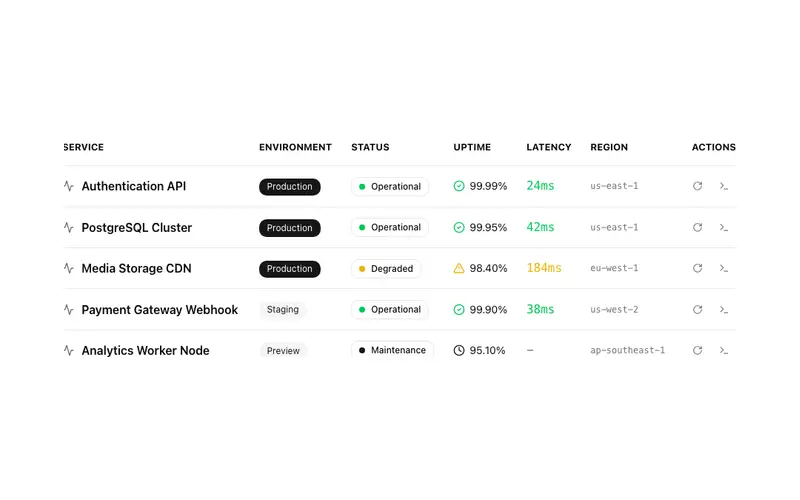 SERVICE ENVIRONMENT STATUS UPTIME LATENCY REGION ACTIONS
Authentication API Production Operational 99.99% 24ms us-east-1
PostgreSQL Cluster Production Operational 99.95% 42ms us-east-1
Media Storage CDN Production Degraded 98.40% 184ms eu-west-1
Payment Gateway Webhook Staging Operational 99.90% 38ms us-west-2
Analytics Worker Node Preview Maintenance 95.10% — ap-southeast-1